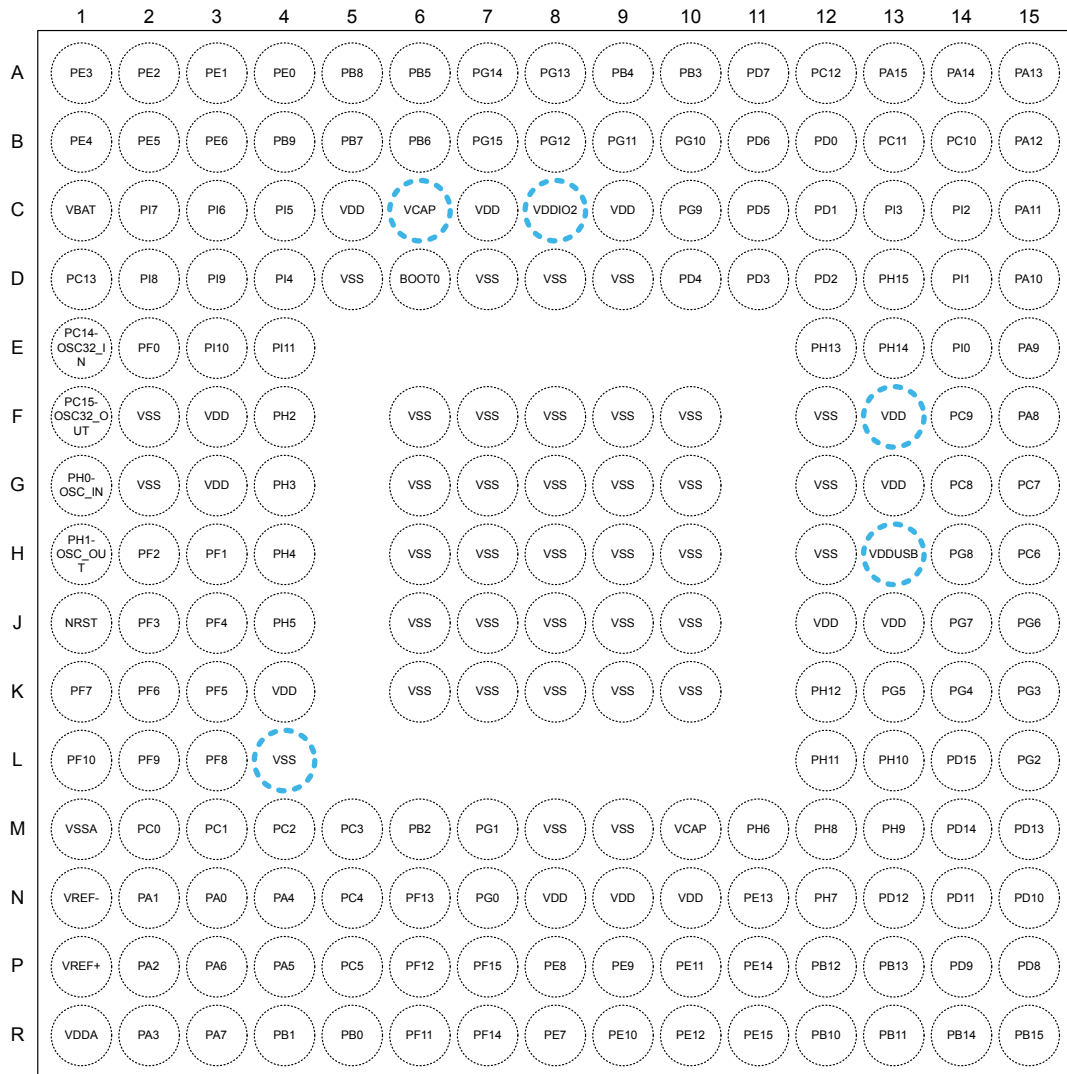 1 2 3 4 5 6 7 8 9 10 11 12 13 14 15
A PE3 PE2 PE1 PE0 PB8 PB5 PG14 PG13 PB4 PB3 PD7 PC12 PA15 PA14 PA13
B PE4 PE5 PE6 PB9 PB7 PB6 PG15 PG12 PG11 PG10 PD6 PD0 PC11 PC10 PA12
C VBAT PI7 PI6 PI5 VDD VCAP VDD VDDIO2 VDD PG9 PD5 PD1 PI3 PI2 PA11
D PC13 PI8 PI9 PI4 VSS BOOT0 VSS VSS VSS PD4 PD3 PD2 PH15 PI1 PA10
E PC14-OSC32_IN PF0 PI10 PI11 PH13 PH14 PI0 PA9
F PC15-OSC32_OUT VSS VDD PH2 VSS VSS VSS VSS VSS VSS VDD PC9 PA8
G PH0-OSC_IN VSS VDD PH3 VSS VSS VSS VSS VSS VSS VDD PC8 PC7
H PH1-OSC_OUT PF2 PF1 PH4 VSS VSS VSS VSS VSS VSS VDDUSB PG8 PC6
J NRST PF3 PF4 PH5 VSS VSS VSS VSS VSS VDD VDD PG7 PG6
K PF7 PF6 PF5 VDD VSS VSS VSS VSS VSS PH12 PG5 PG4 PG3
L PF10 PF9 PF8 VSS PH11 PH10 PD15 PG2
M VSSA PC0 PC1 PC2 PC3 PB2 PG1 VSS VSS VCAP PH6 PH8 PH9 PD14 PD13
N VREF- PA1 PA0 PA4 PC4 PF13 PG0 VDD VDD VDD PE13 PH7 PD12 PD11 PD10
P VREF+ PA2 PA6 PA5 PC5 PF12 PF15 PE8 PE9 PE11 PE14 PB12 PB13 PD9 PD8
R VDDA PA3 PA7 PB1 PB0 PF11 PF14 PE7 PE10 PE12 PE15 PB10 PB11 PB14 PB15